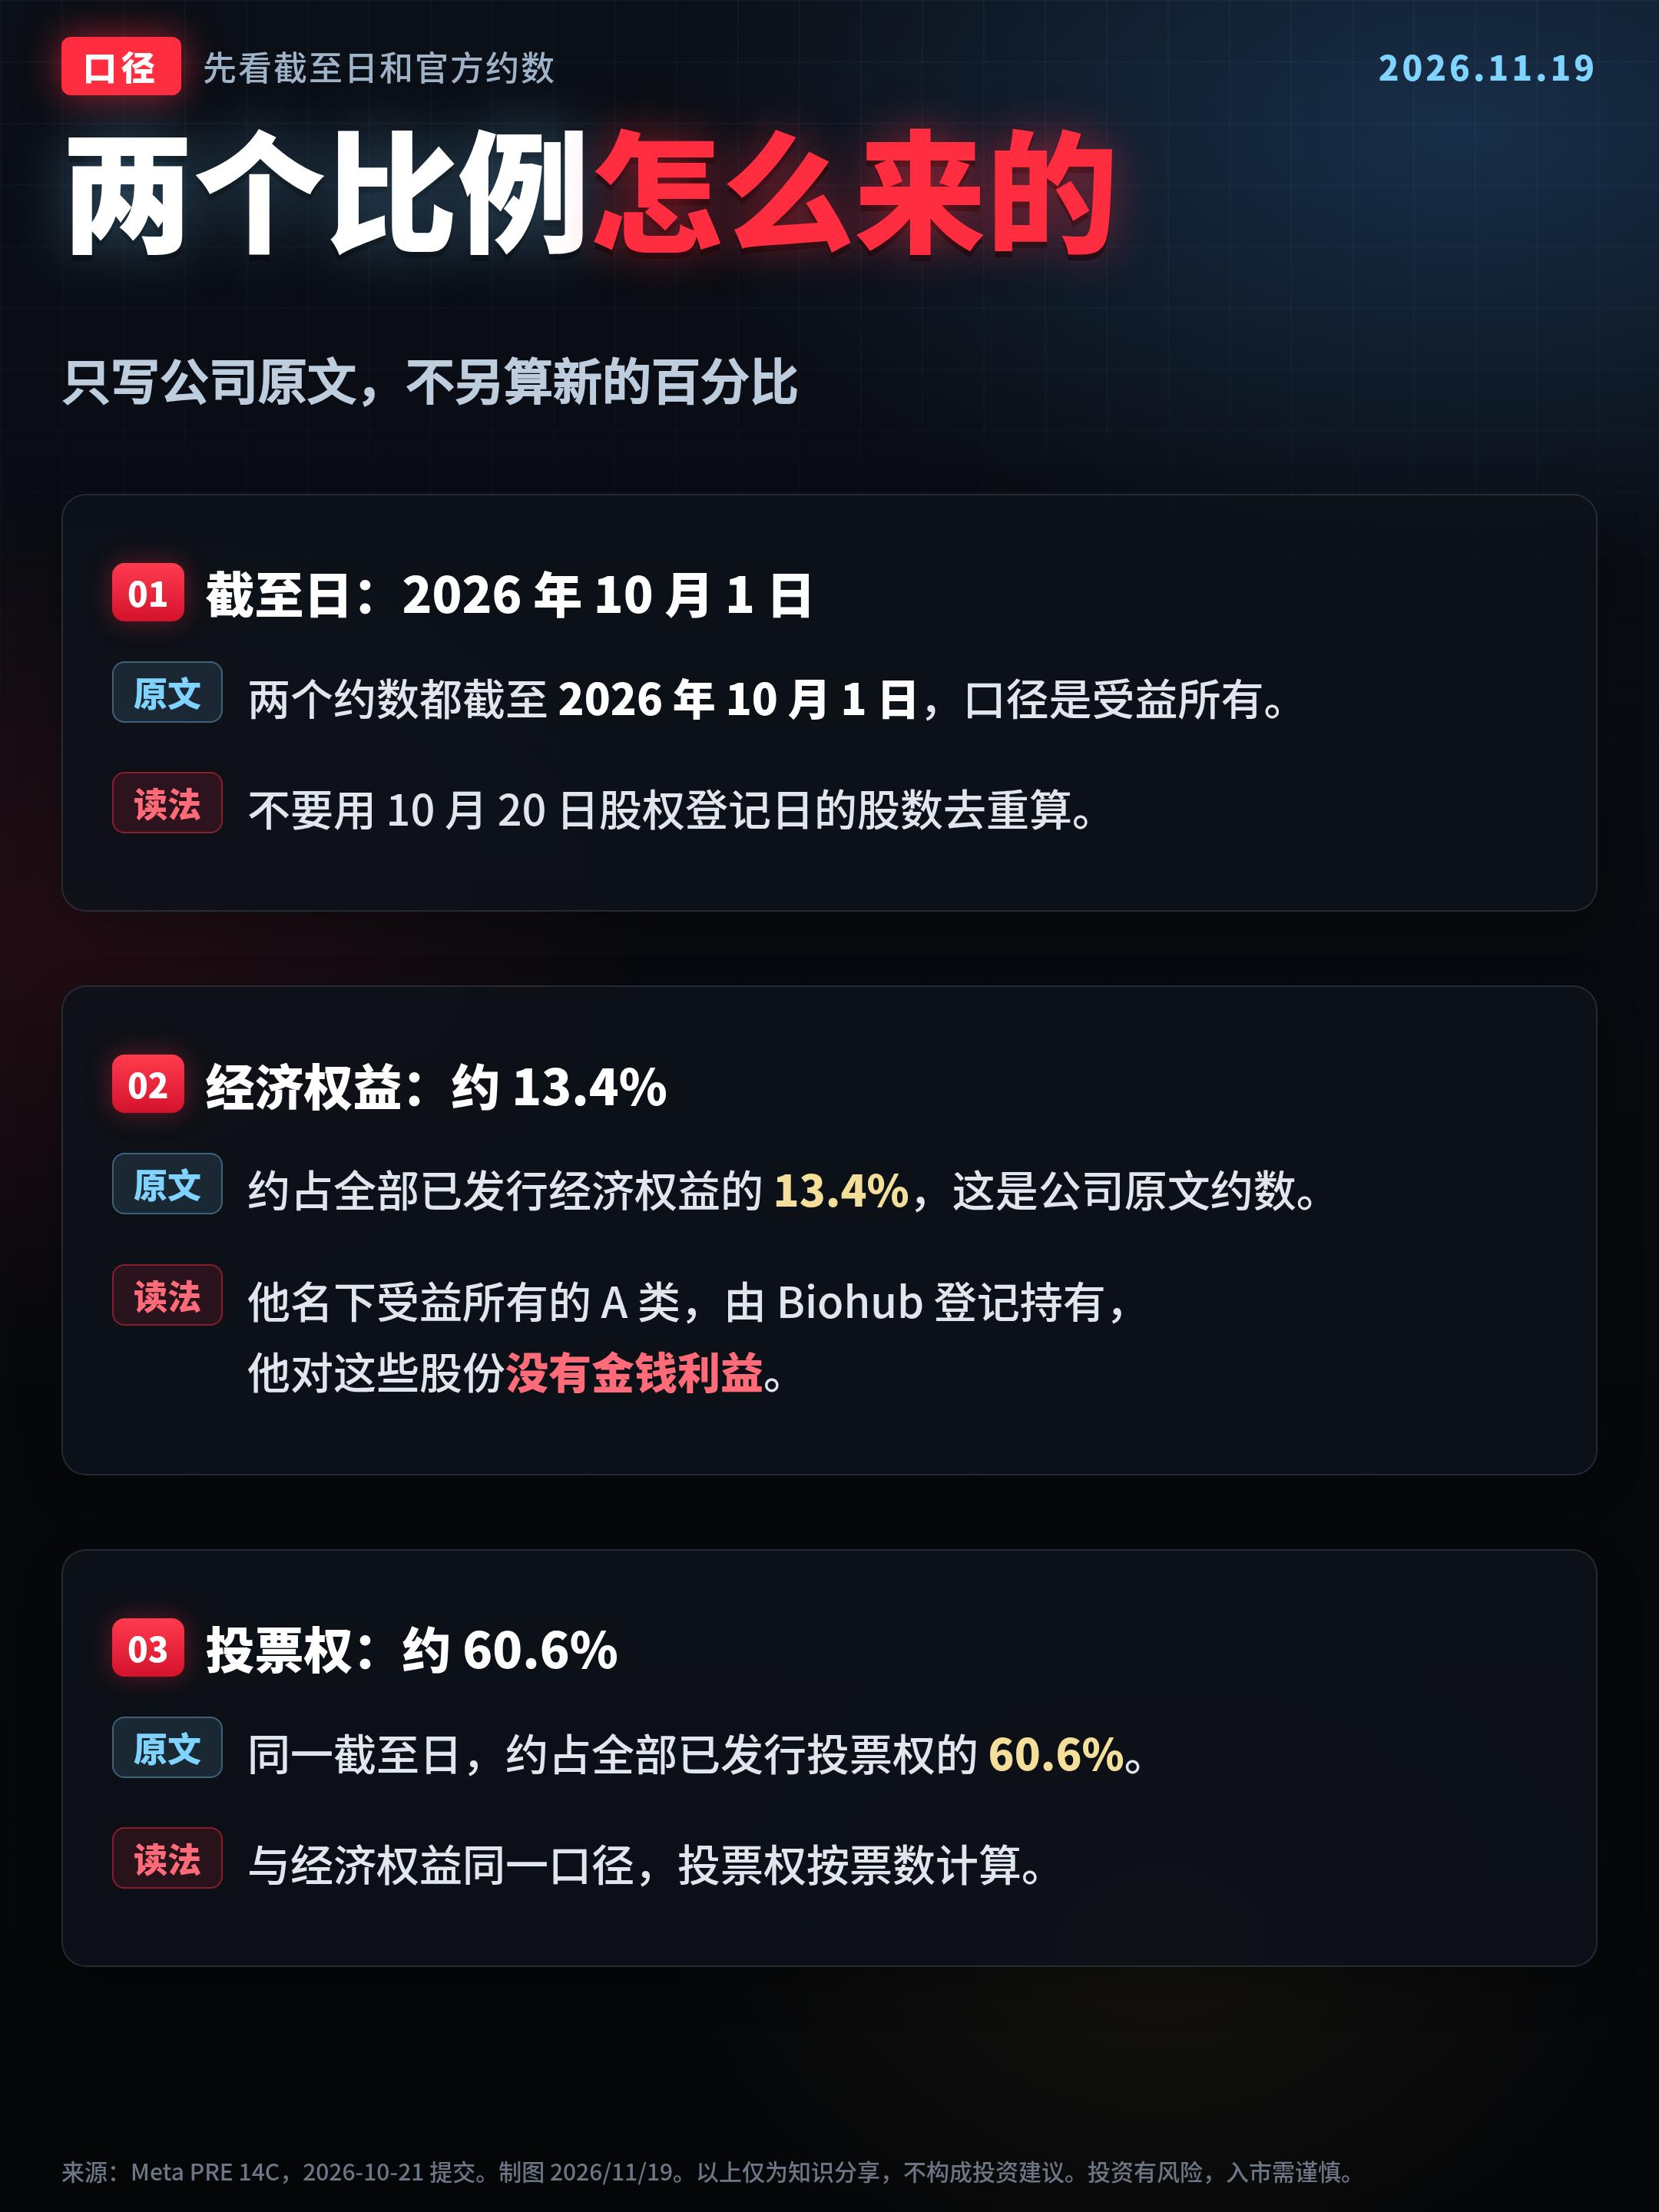 口径 先看截至日和官方约数 2026.11.19
两个比例怎么来的
只写公司原文，不另算新的百分比
01 截至日：2026 年 10 月 1 日
原文 两个约数都截至 2026 年 10 月 1 日，口径是受益所有。
读法 不要用 10 月 20 日股权登记日的股数去重算。
02 经济权益：约 13.4%
原文 约占全部已发行经济权益的 13.4%，这是公司原文约数。
读法 他名下受益所有的 A 类，由 Biohub 登记持有，
他对这些股份没有金钱利益。
03 投票权：约 60.6%
原文 同一截至日，约占全部已发行投票权的 60.6%。
读法 与经济权益同一口径，投票权按票数计算。
来源：Meta PRE 14C，2026-10-21 提交。制图 2026/11/19。以上仅为知识分享，不构成投资建议。投资有风险，入市需谨慎。